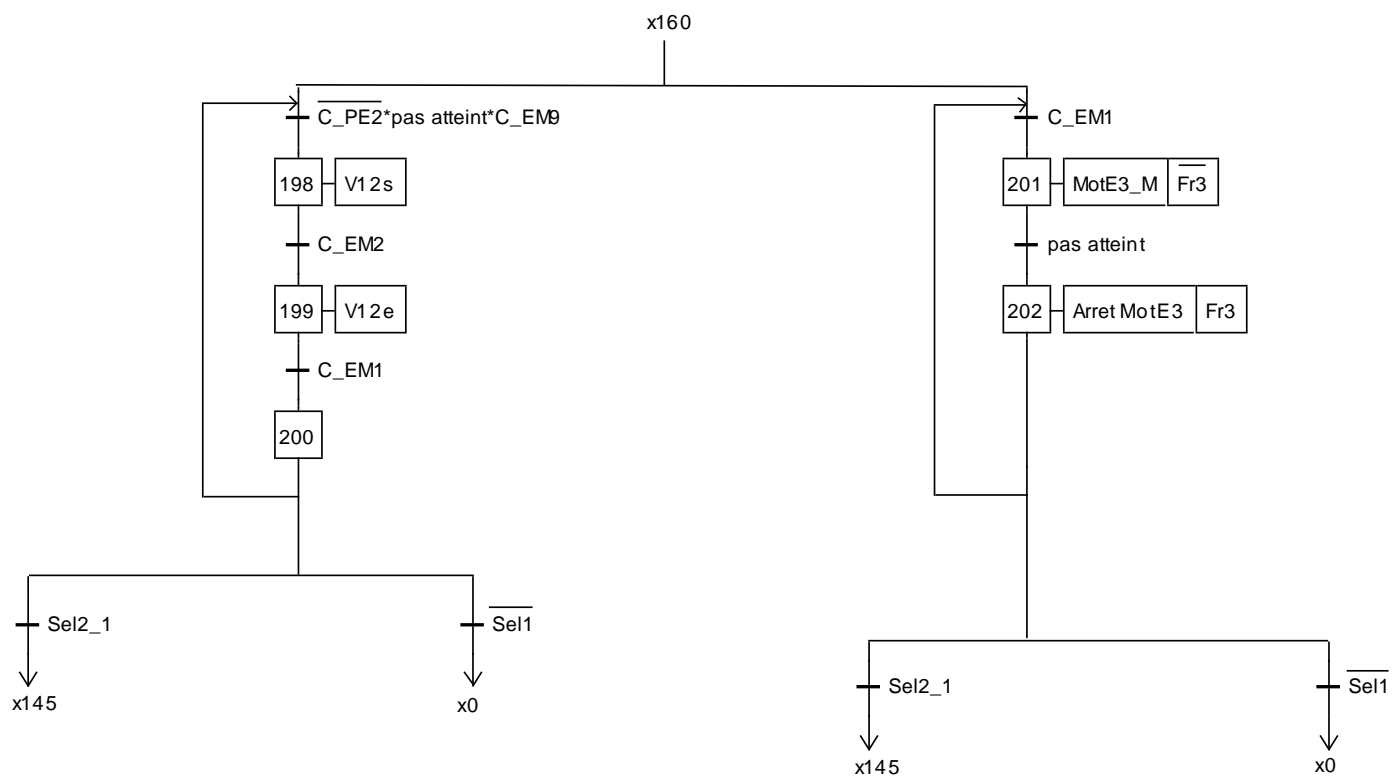 x160
C_PE2*pas atteint*C_EM9
C_EM1
198 V12s
201 MotE3_M Fr3
C_EM2
pas atteint
199 V12e
202 Arret MotE3 Fr3
C_EM1
200
Sel2_1 Sel1
x145 x0
Sel2_1 Sel1
x145 x0